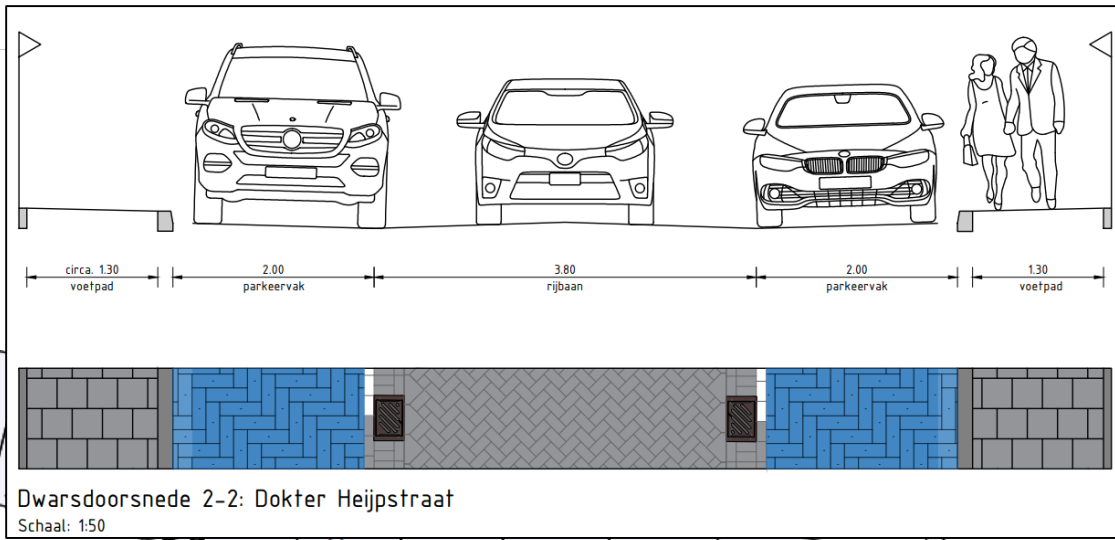 circa. 1.30
voetpad
2.00
parkeervak
3.80
rijbaan
2.00
parkeervak
1.30
voetpad
Dwarsdoorsnede 2-2: Dokter Heijpstraat
Schaal: 1:50